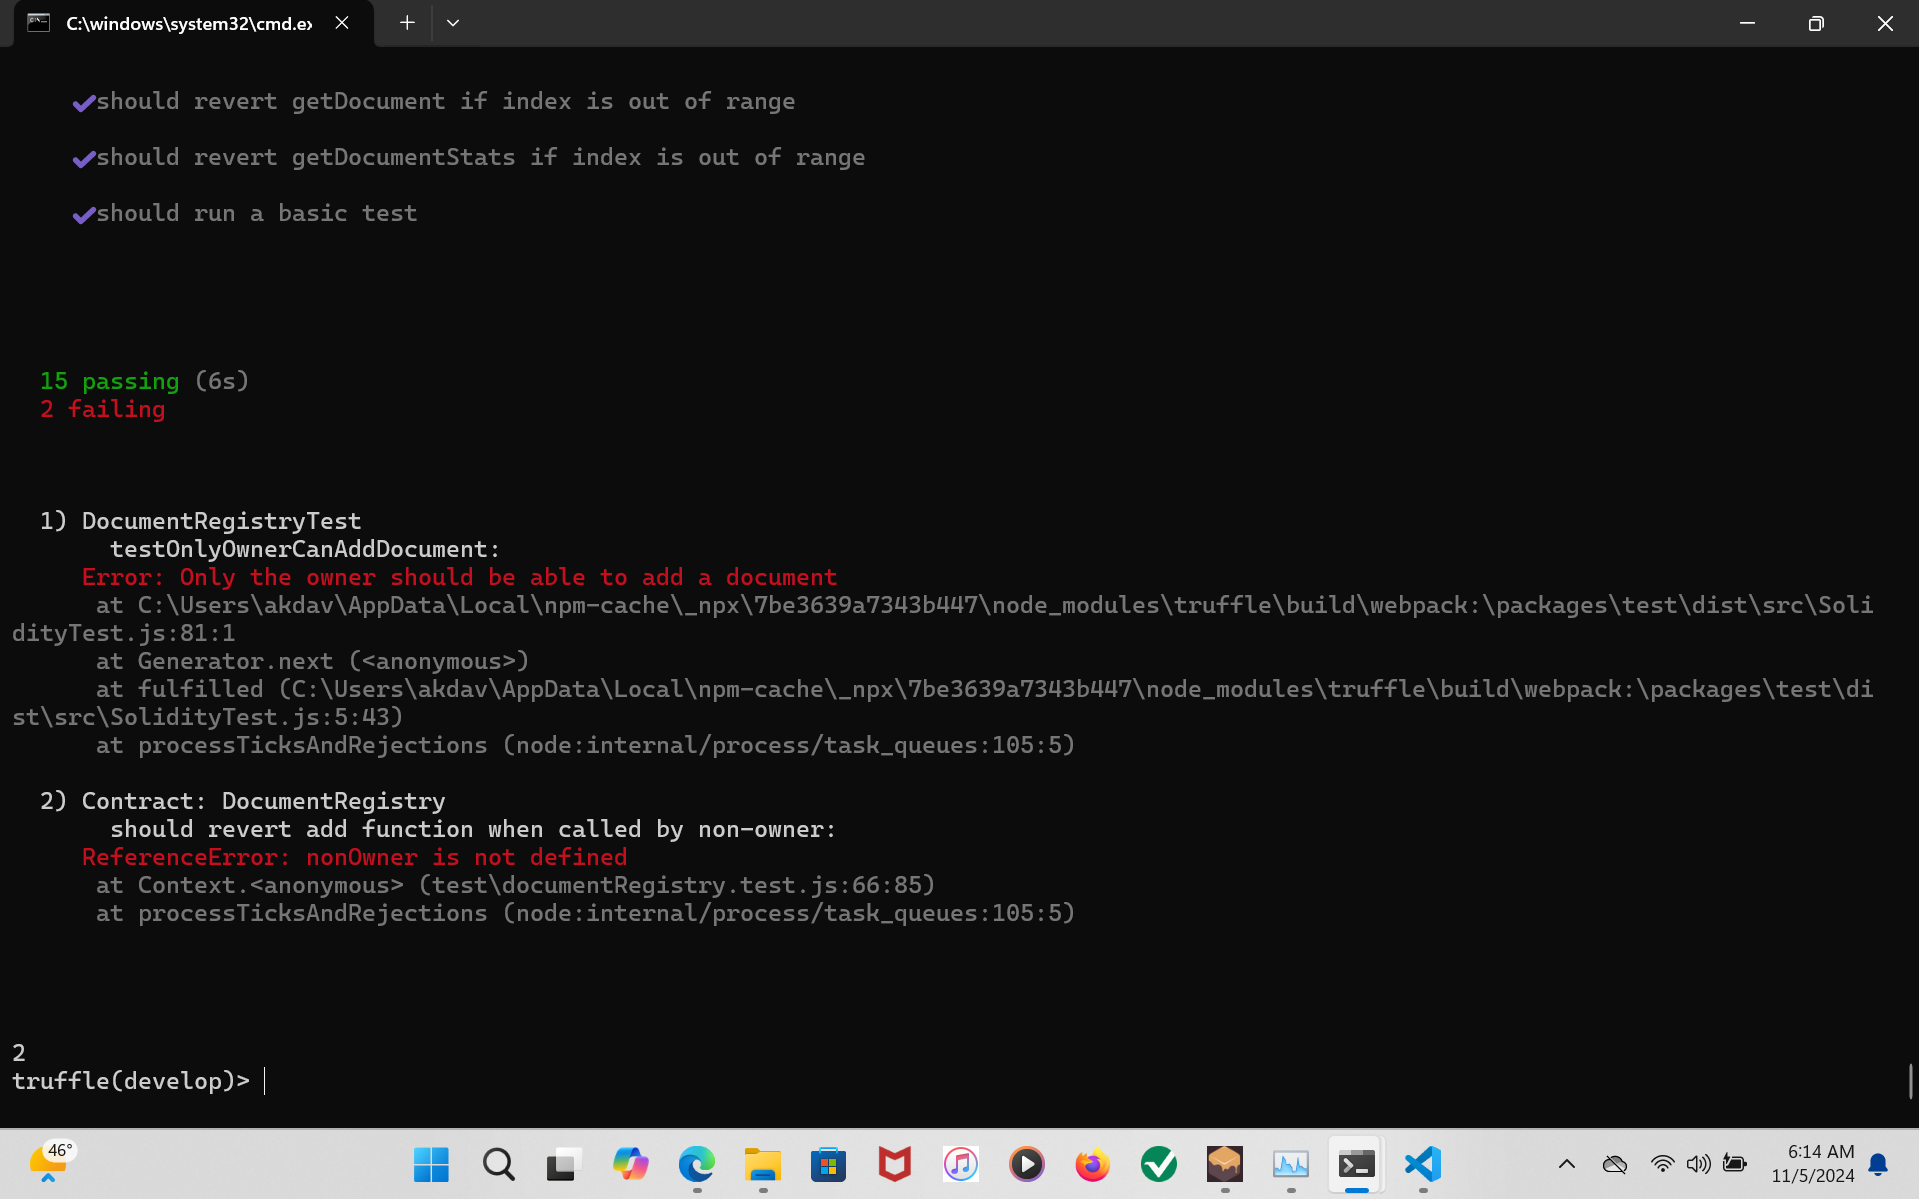 C:\windows\system32\cmd.ex
✔should revert getDocument if index is out of range
✔should revert getDocumentStats if index is out of range
✔should run a basic test
15 passing (6s)
2 failing
1) DocumentRegistryTest
testOnlyOwnerCanAddDocument:
Error: Only the owner should be able to add a document
at C:\Users\akdav\AppData\Local\npm-cache\_npx\7be3639a7343b447\node_modules\truffle\build\webpack:\packages\test\dist\src\Soli
dityTest.js:81:1
at Generator.next (<anonymous>)
at fulfilled (C:\Users\akdav\AppData\Local\npm-cache\_npx\7be3639a7343b447\node_modules\truffle\build\webpack:\packages\test\di
st\src\SolidityTest.js:5:43)
at processTicksAndRejections (node:internal/process/task_queues:105:5)
2) Contract: DocumentRegistry
should revert add function when called by non-owner:
ReferenceError: nonOwner is not defined
at Context.<anonymous> (test\documentRegistry.test.js:66:85)
at processTicksAndRejections (node:internal/process/task_queues:105:5)
2
truffle(develop)>
46°
6:14 AM
11/5/2024